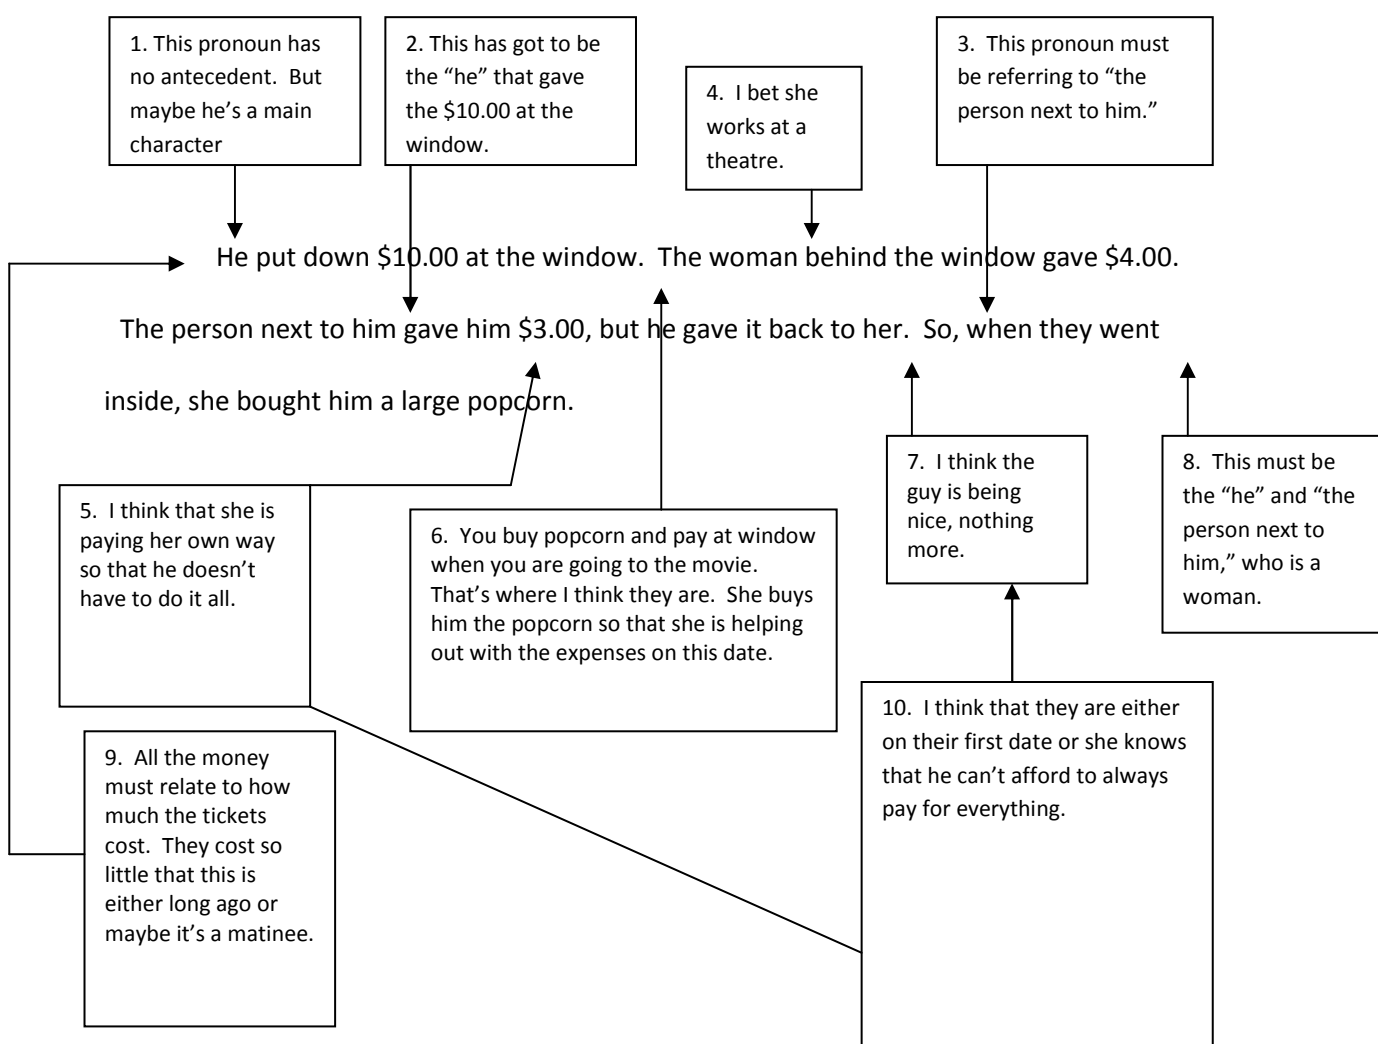 1. This pronoun has
no antecedent.  But
maybe he’s a main
character
2. This has got to be
the “he” that gave
the $10.00 at the
window.
4.  I bet she
works at a
theatre.
3.  This pronoun must
be referring to “the
person next to him.”
He put down $10.00 at the window.  The woman behind the window gave $4.00.
The person next to him gave him $3.00, but he gave it back to her.  So, when they went
inside, she bought him a large popcorn.
5.  I think that she is
paying her own way
so that he doesn’t
have to do it all.
6.  You buy popcorn and pay at window
when you are going to the movie.
That’s where I think they are.  She buys
him the popcorn so that she is helping
out with the expenses on this date.
7.  I think the
guy is being
nice, nothing
more.
8.  This must be
the “he” and “the
person next to
him,” who is a
woman.
9.  All the money
must relate to how
much the tickets
cost.  They cost so
little that this is
either long ago or
maybe it’s a matinee.
10.  I think that they are either
on their first date or she knows
that he can’t afford to always
pay for everything.